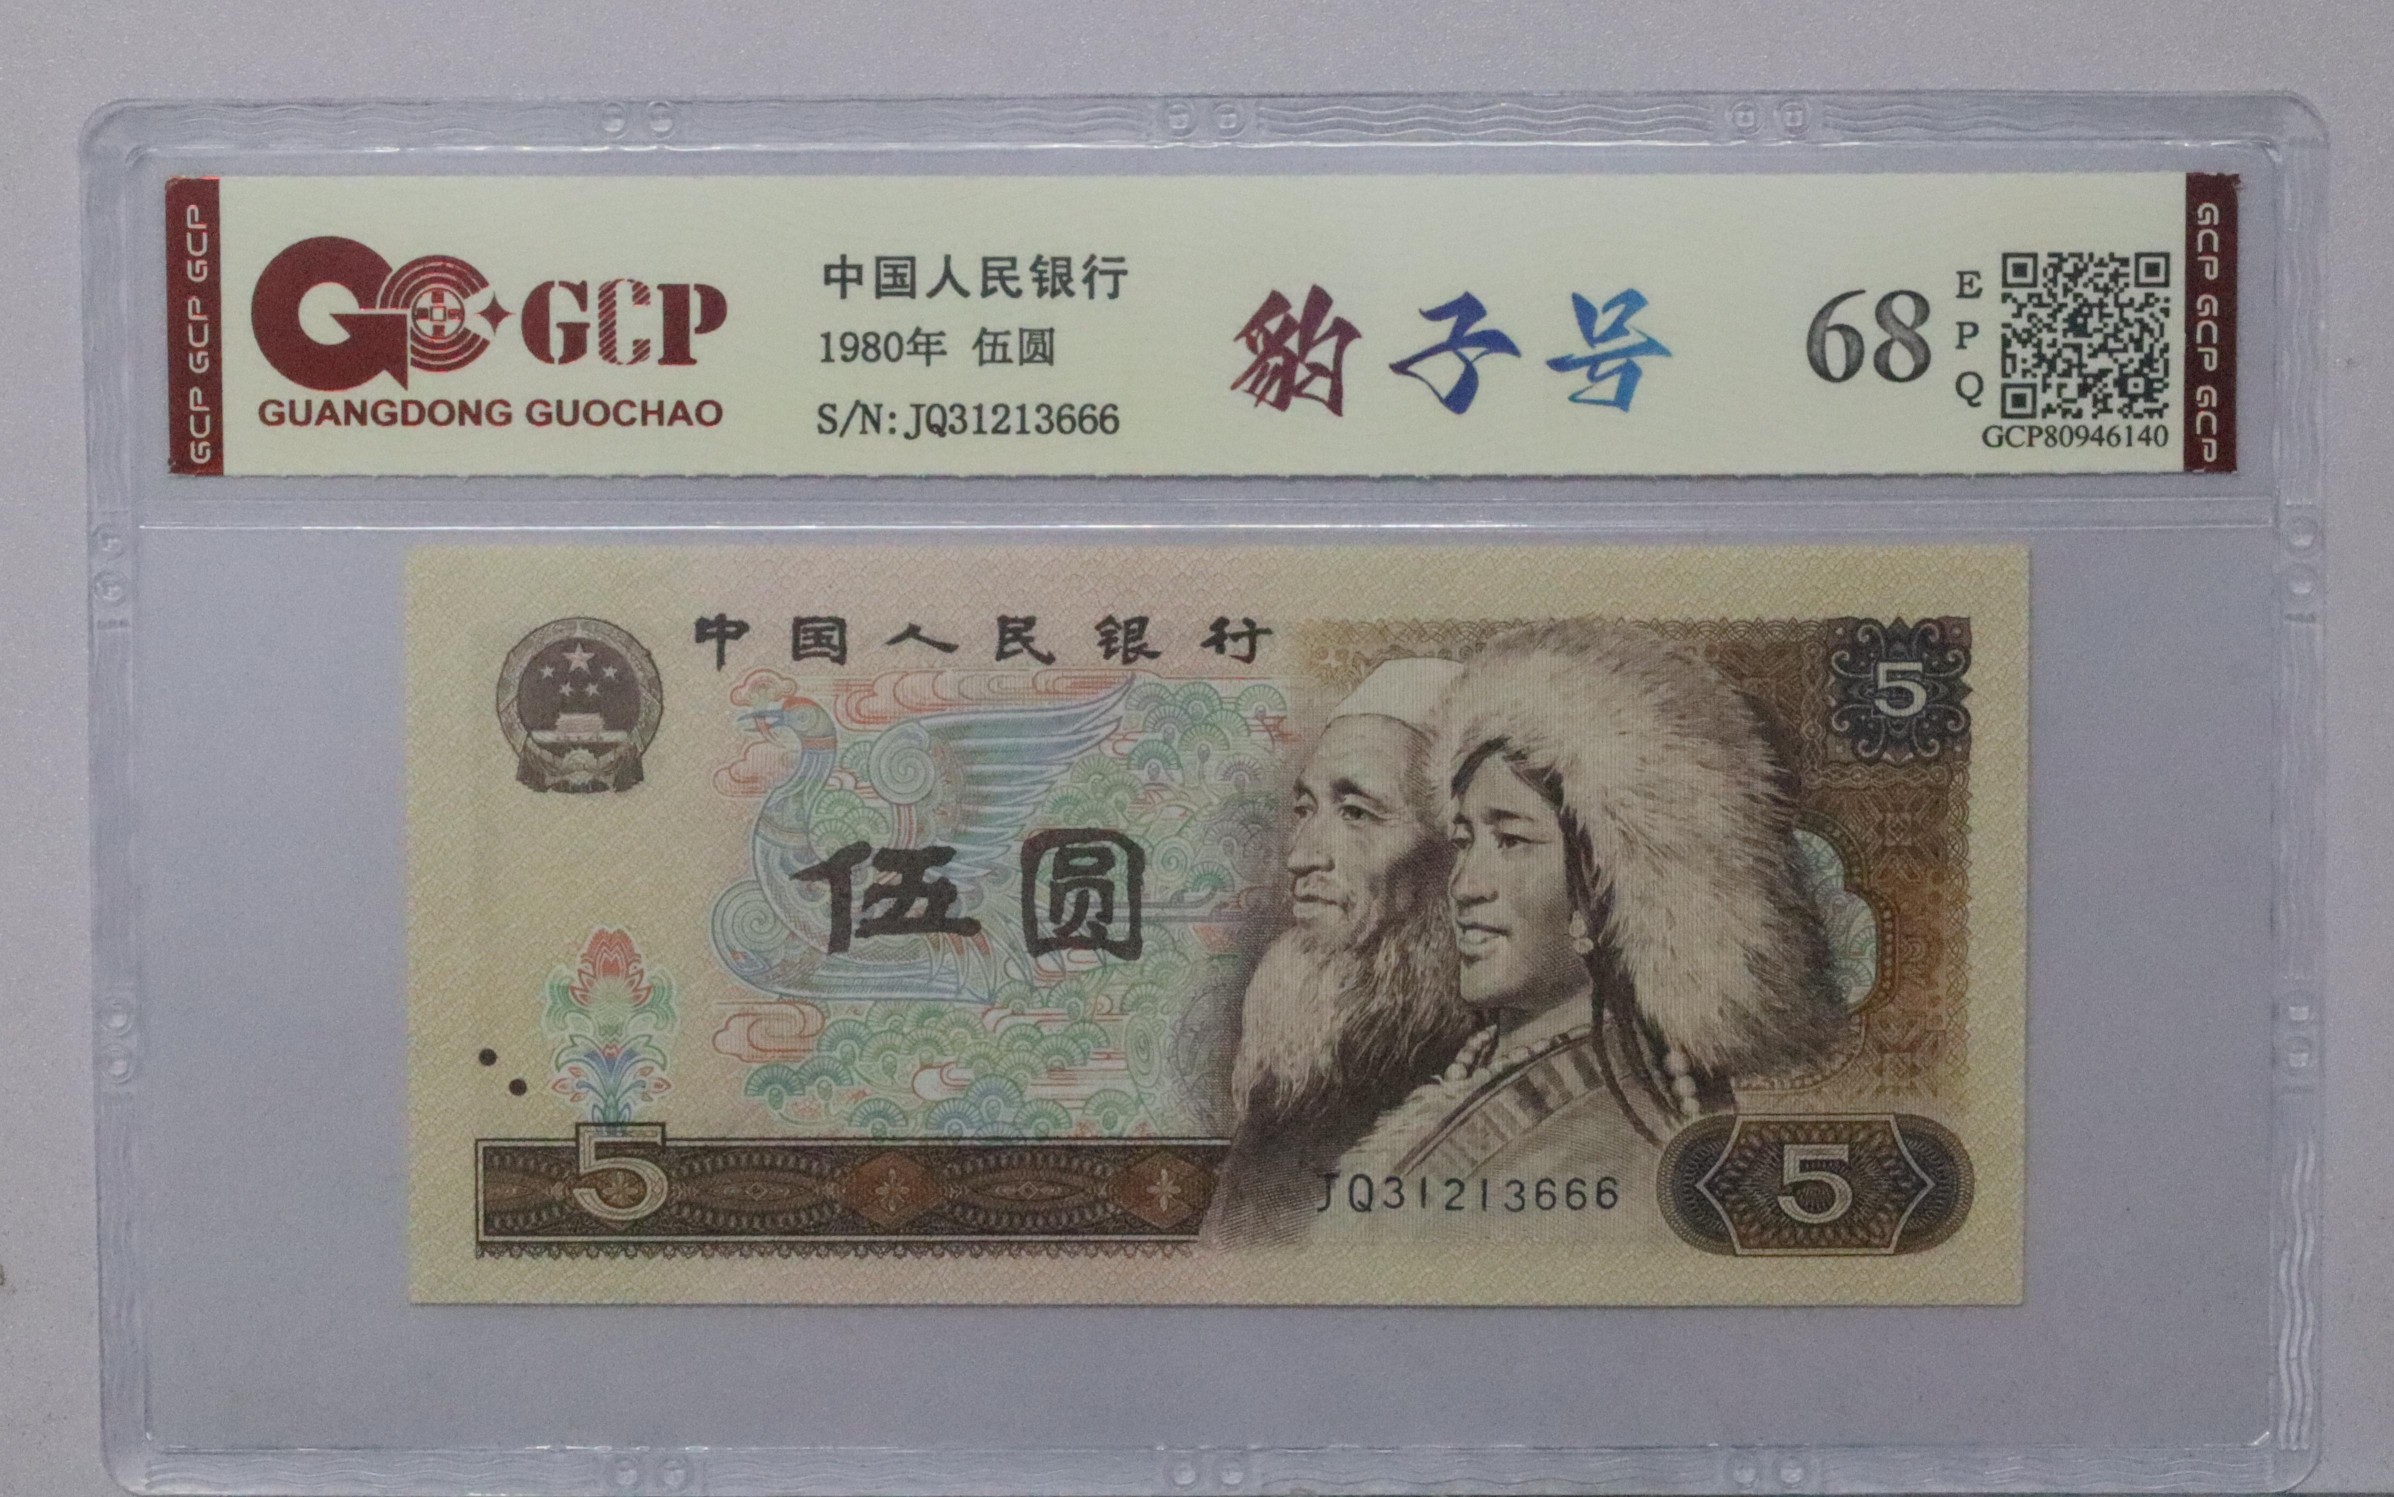 GCP GCP GCP
GCP
GUANGDONG GUOCHAO
中国人民银行
1980年 伍圆
S/N:JQ31213666
豹子号
68
E
P
Q
GCP80946140
GCP GCP GCP
中国人民银行
5
伍圆
5
JQ31213666
5